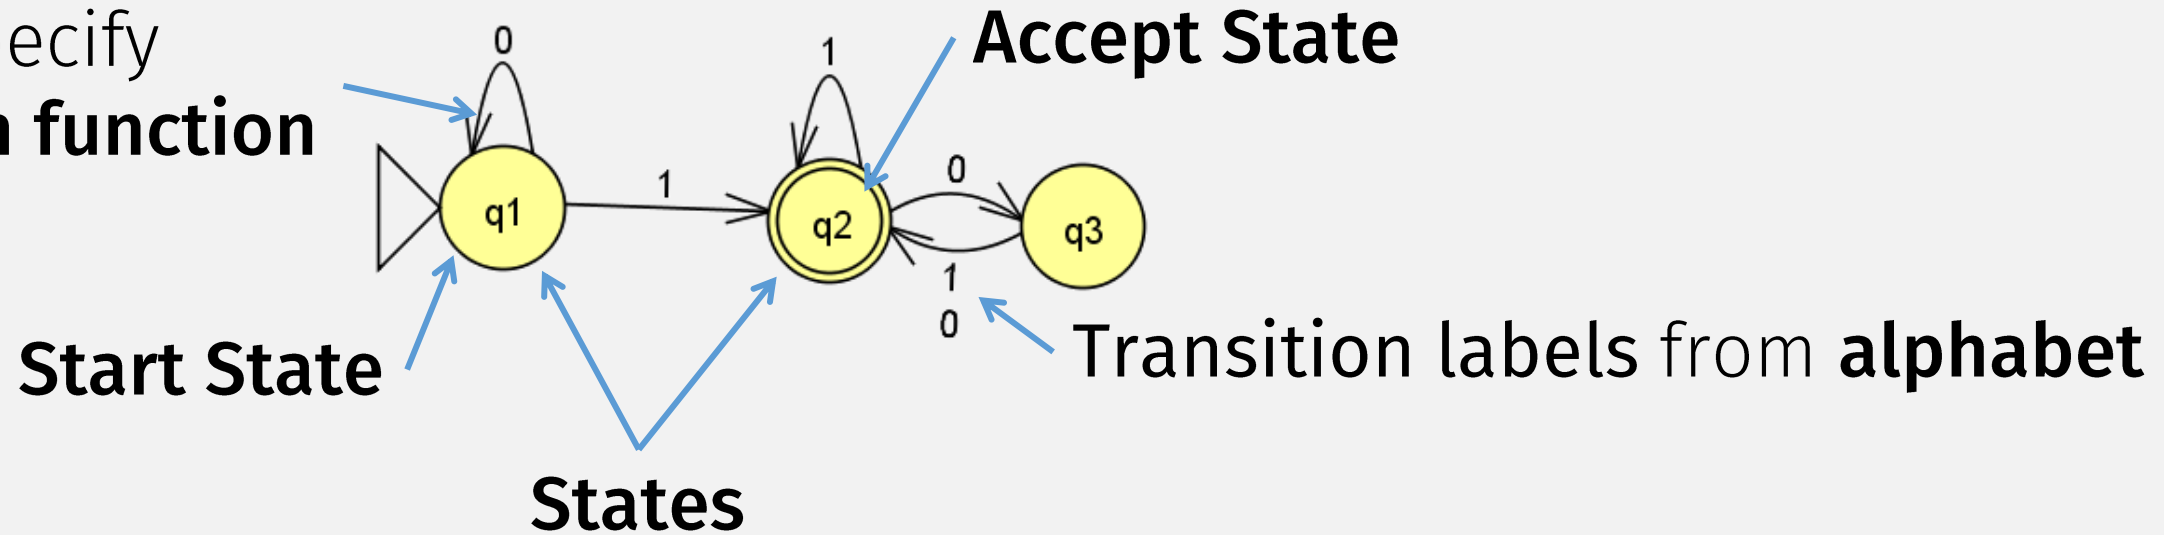 ecify
function
0
1
Accept State
1
0
q1
q2
q3
1
0
Start State
Transition labels from alphabet
States